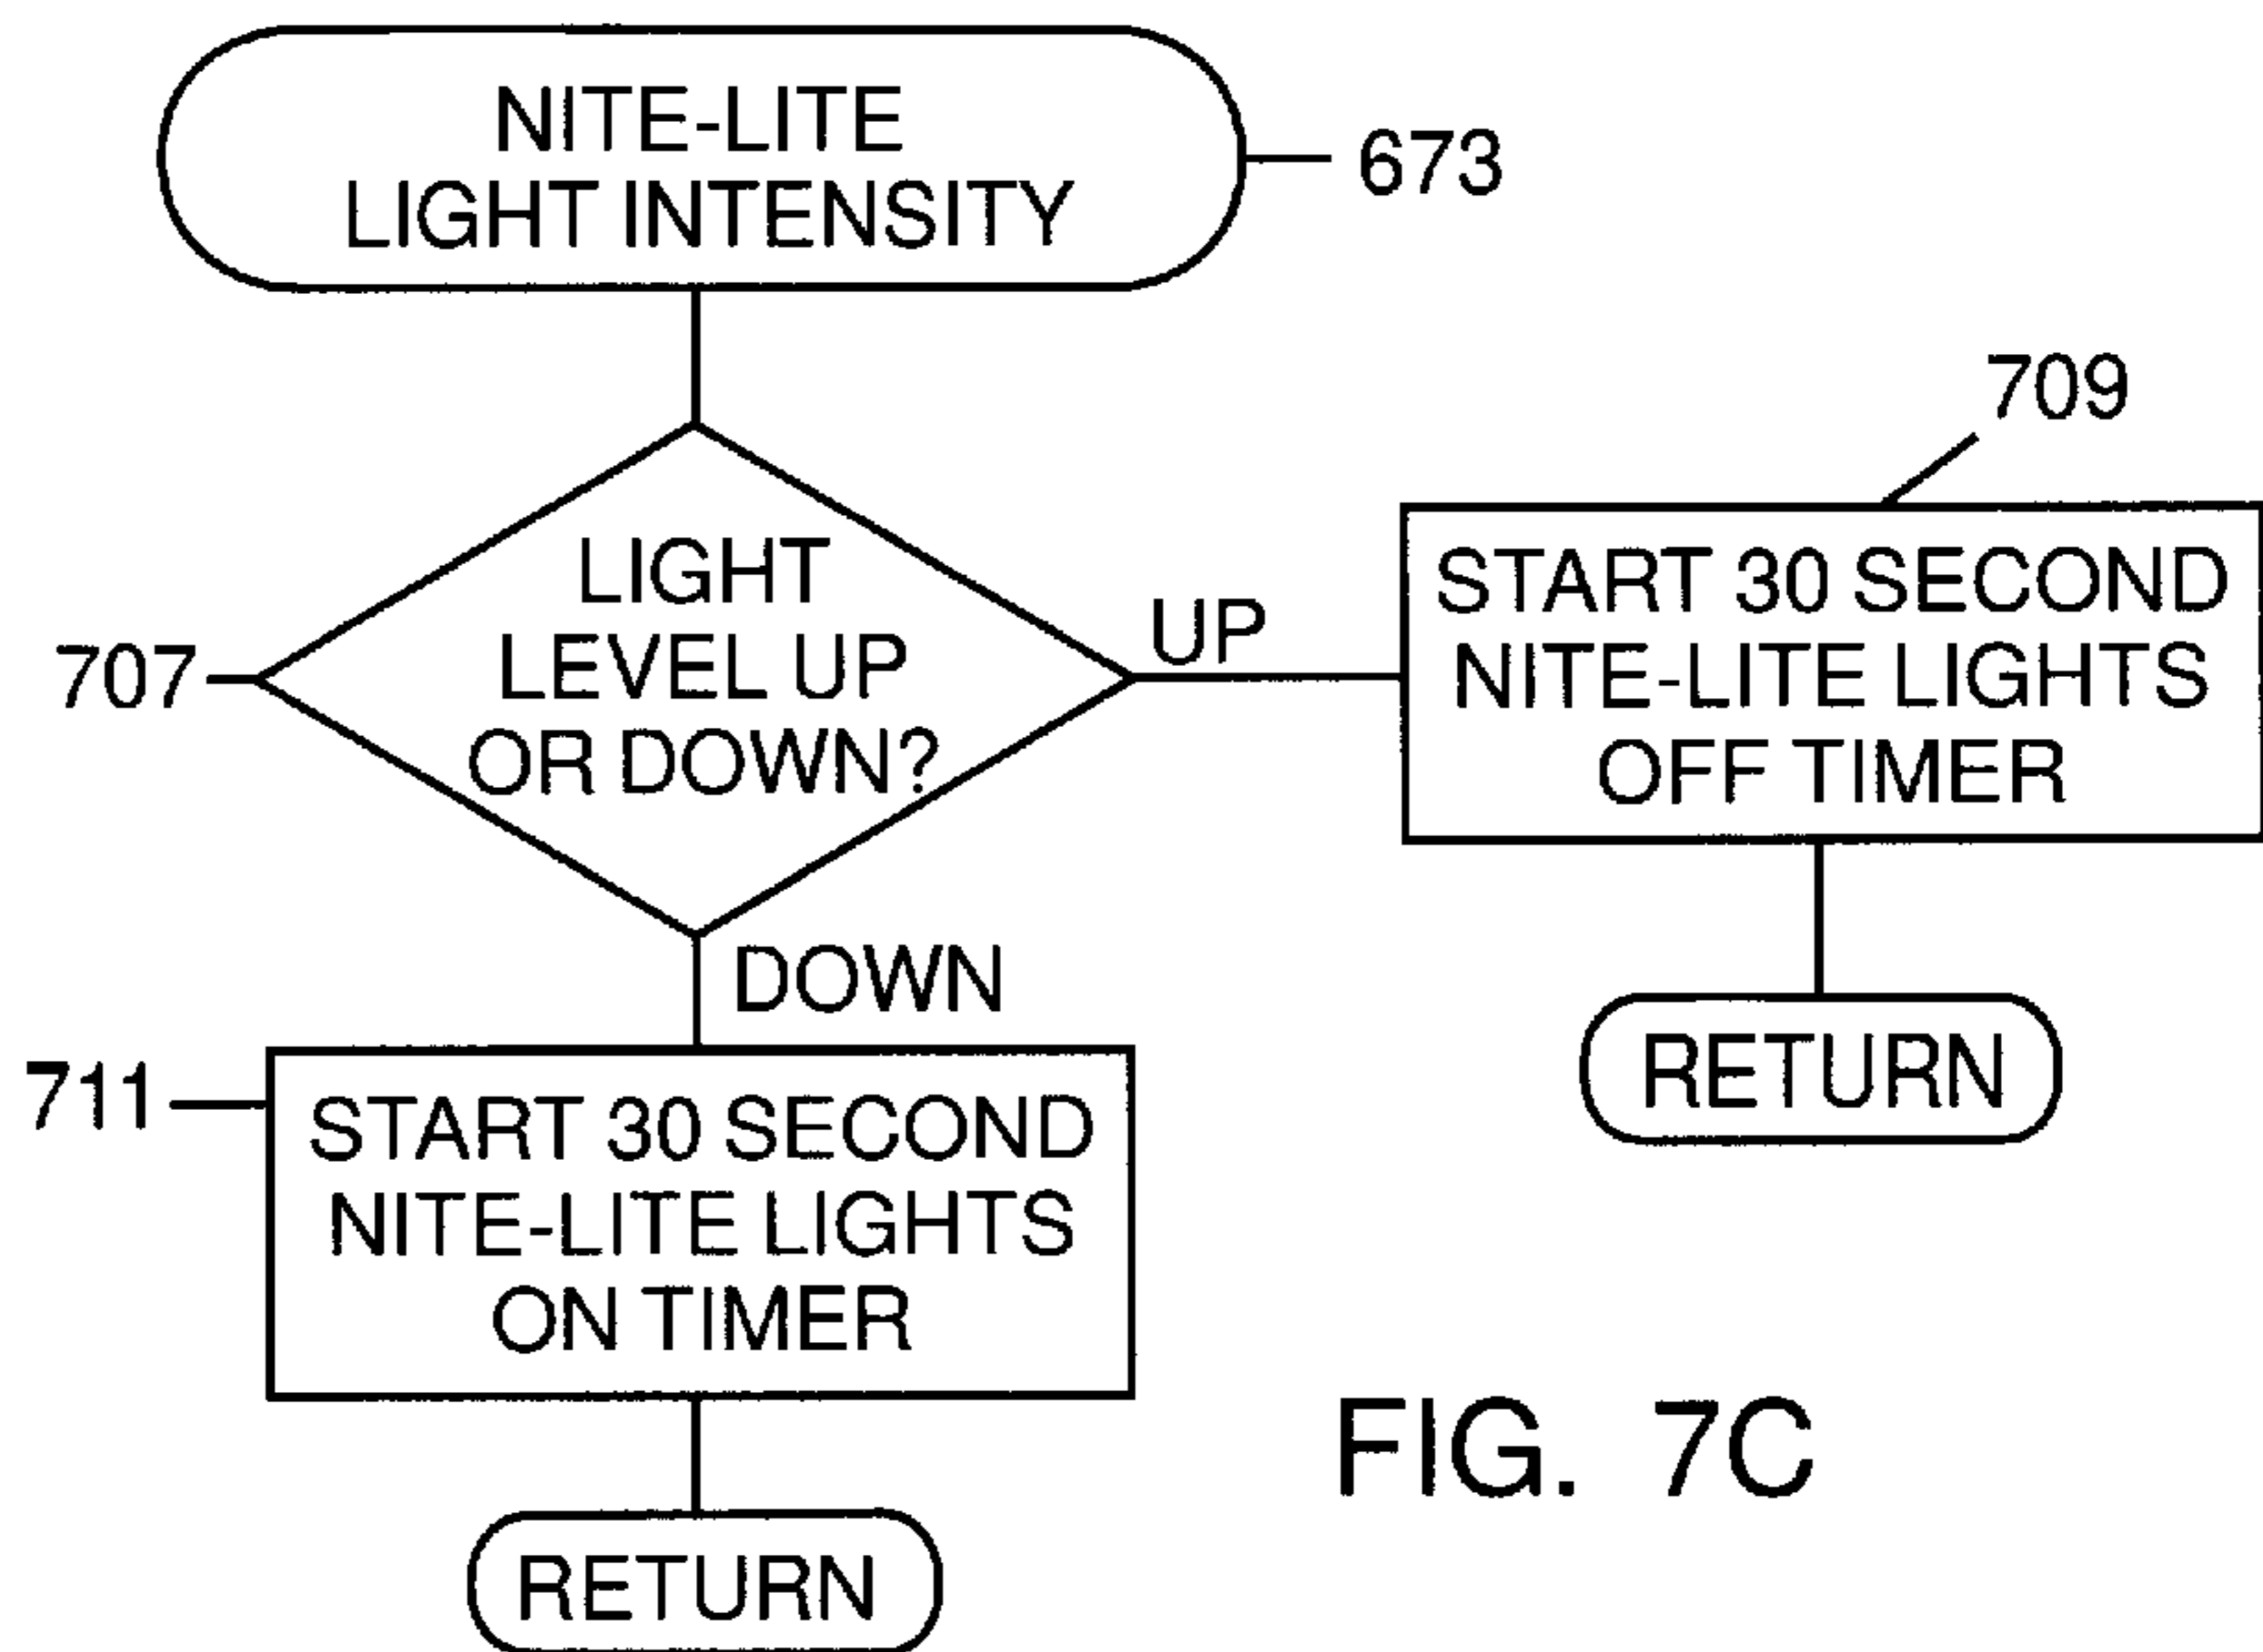 NITE-LITE
LIGHT INTENSITY
673
LIGHT
LEVEL UP
OR DOWN?
707
UP
709
START 30 SECOND
NITE-LITE LIGHTS
OFF TIMER
RETURN
DOWN
711
START 30 SECOND
NITE-LITE LIGHTS
ON TIMER
RETURN
FIG. 7C